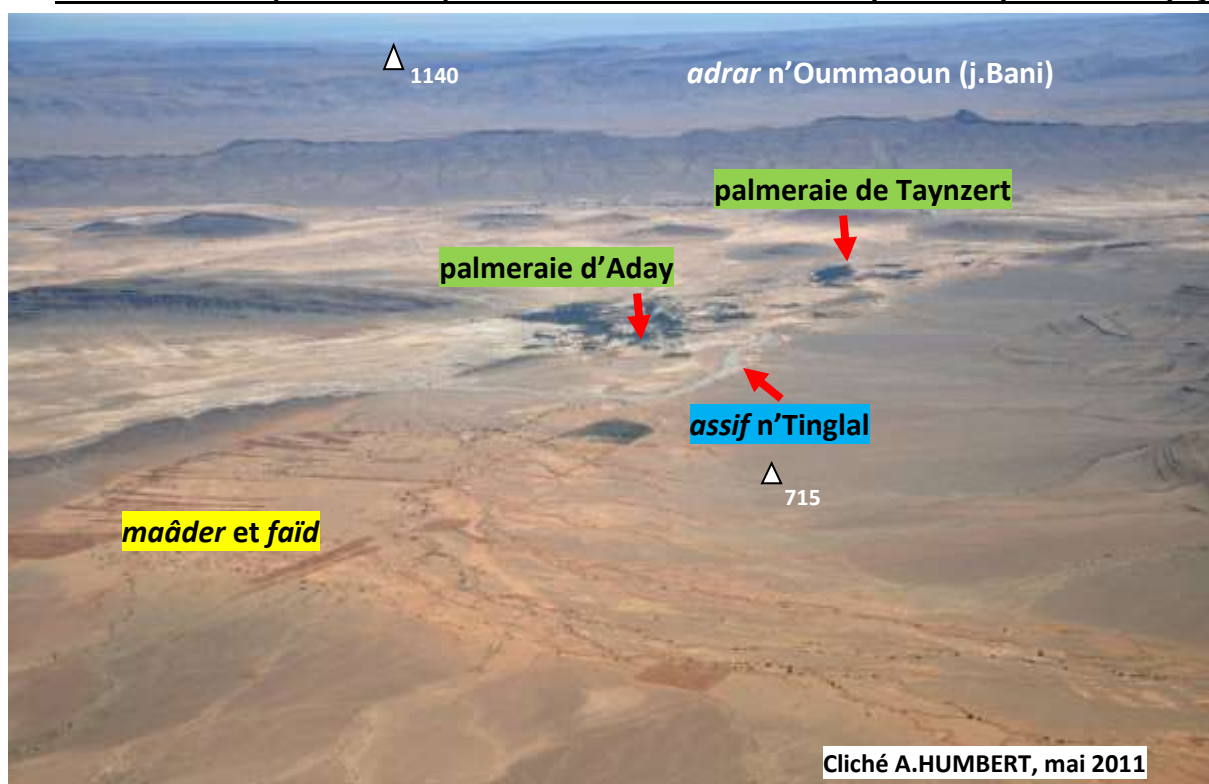 1140
adrar n’Oummaoun (j.Bani)
palmeraie de Taynzert
palmeraie d’Aday
assif n’Tinglal
715
maâder et faïd
Cliché A.HUMBERT, mai 2011